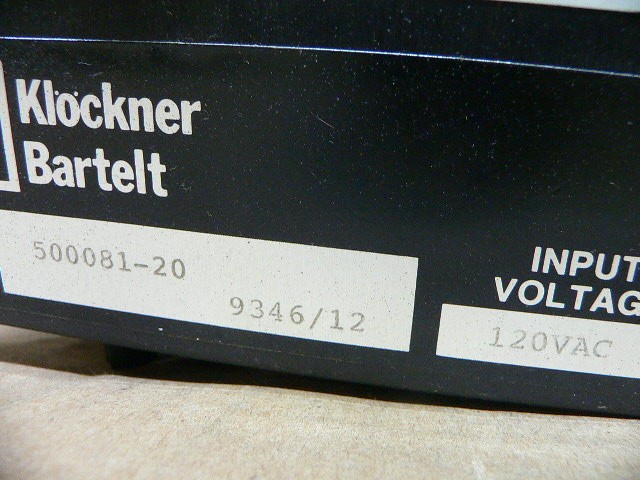 Klöckner
Bartelt
500081-20
9346/12
INPUT
VOLTAG
120VAC